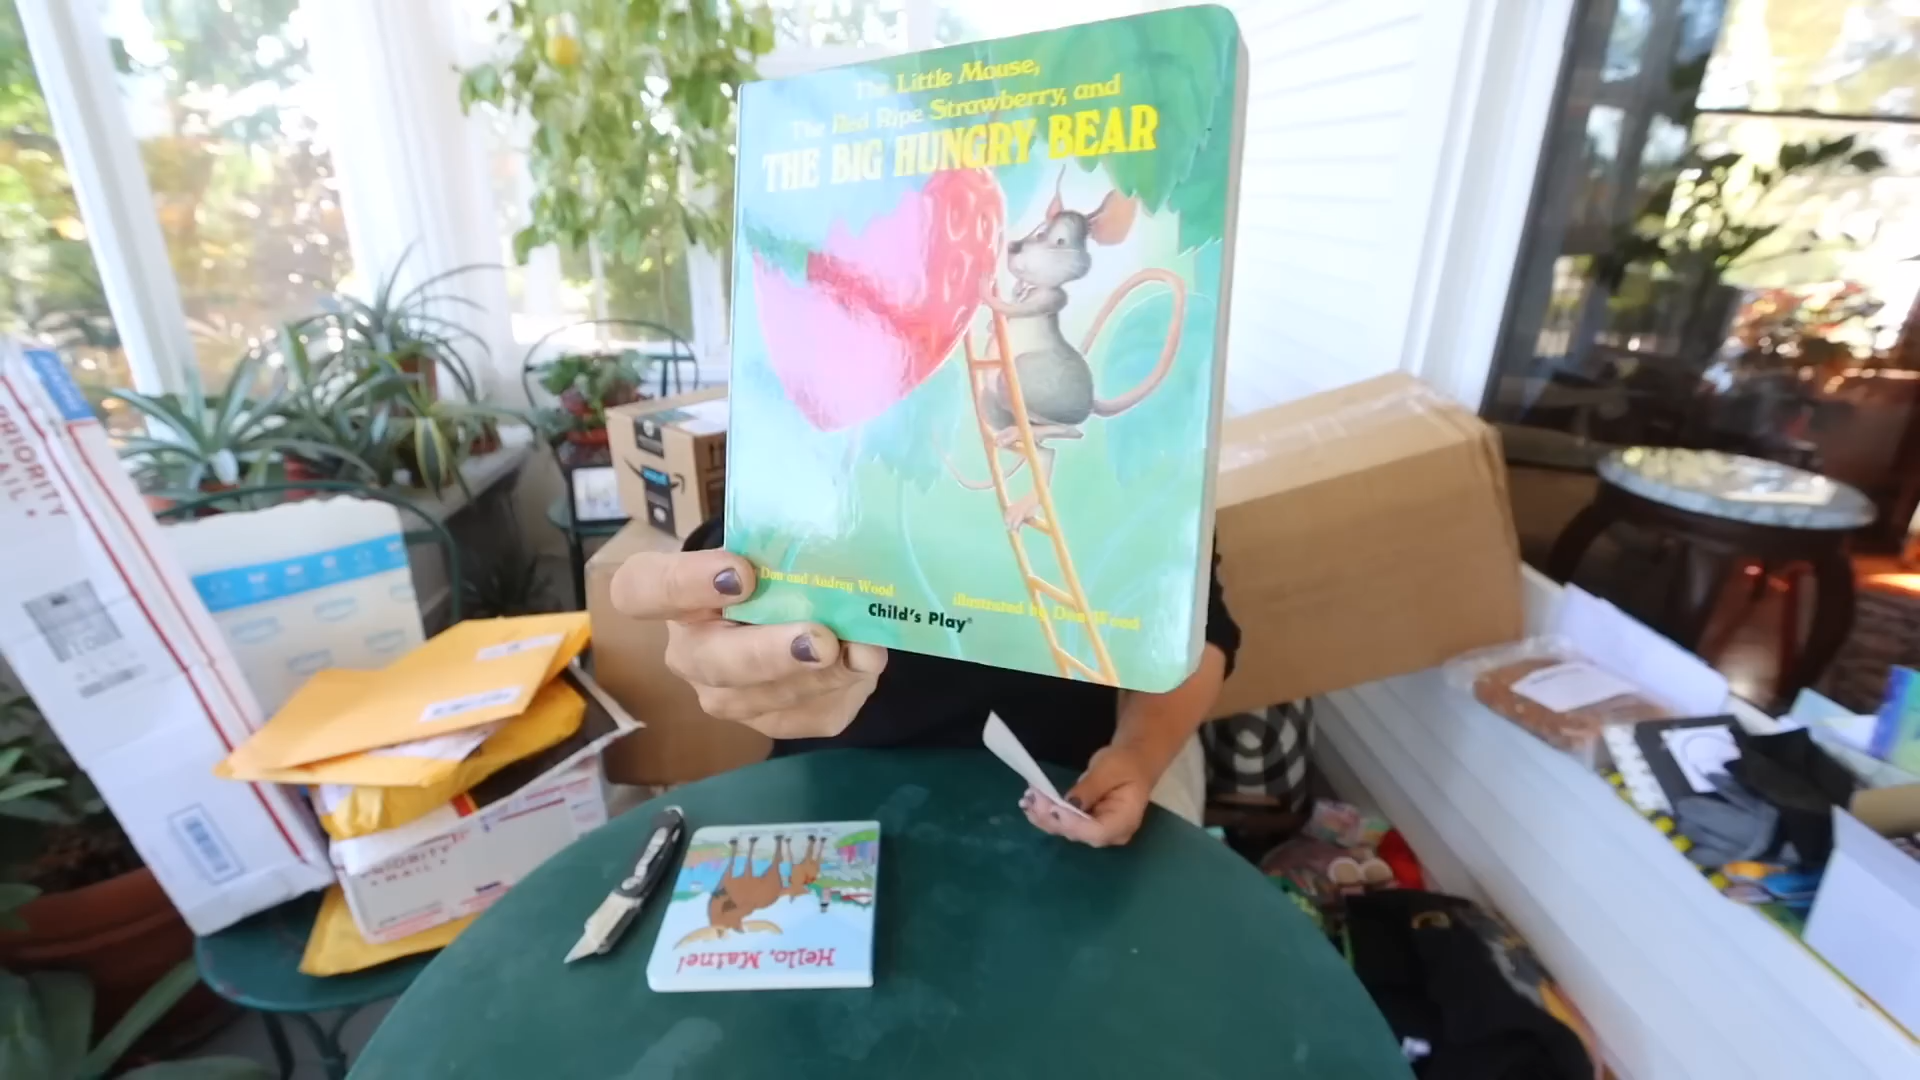 The Little Mouse,
The Red Ripe Strawberry, and
THE BIG HUNGRY BEAR
Don and Audrey Wood
illustrated by Don Wood
Child's Play®
Hello, Maine!
PRIORITY
MAIL
PRIORITY
MAIL